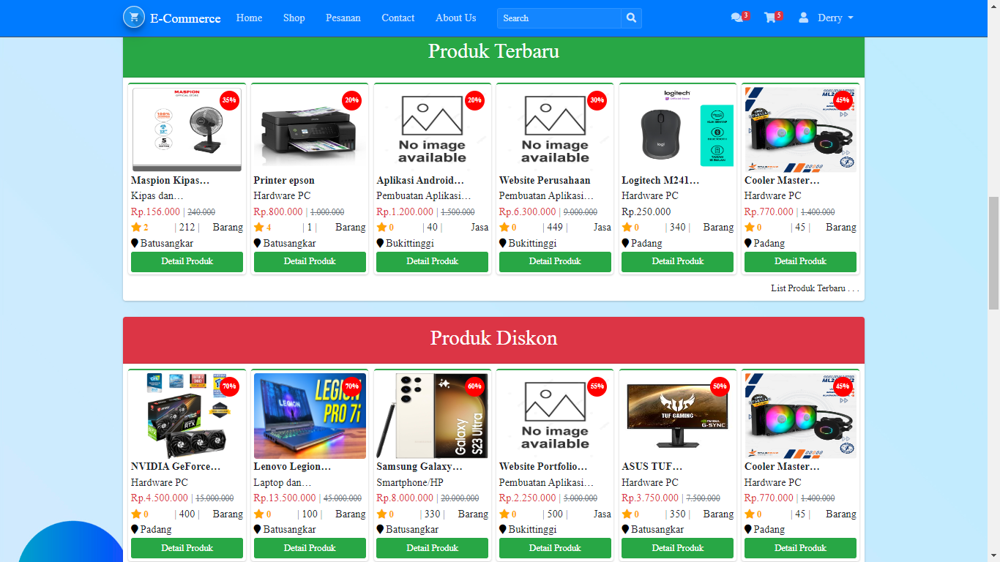 E-Commerce Home Shop Pesanan Contact About Us Search 3 5 Derry
Produk Terbaru
MASPION
35%
100%
5
20%
No image
available
20%
No image
available
30%
logitech
logi
45%
Maspion Kipas...
Kipas dan...
Rp.156.000 | 240.000
2 | 212 | Barang
Batusangkar
Detail Produk
Printer epson
Hardware PC
Rp.800.000 | 1.000.000
4 | 1 | Barang
Batusangkar
Detail Produk
Aplikasi Android...
Pembuatan Aplikasi...
Rp.1.200.000 | 1.500.000
0 | 40 | Jasa
Bukittinggi
Detail Produk
Website Perusahaan
Pembuatan Aplikasi...
Rp.6.300.000 | 9.000.000
0 | 449 | Jasa
Bukittinggi
Detail Produk
Logitech M241...
Hardware PC
Rp.250.000
0 | 340 | Barang
Padang
Detail Produk
Cooler Master...
Hardware PC
Rp.770.000 | 1.400.000
0 | 45 | Barang
Padang
Detail Produk
List Produk Terbaru . . .
Produk Diskon
70%
RTX
LEGION
LEGION
PRO 7i
70%
Galaxy
S23 Ultra
60%
No image
available
55%
TUF GAMING
G-SYNC
50%
45%
NVIDIA GeForce...
Hardware PC
Rp.4.500.000 | 15.000.000
0 | 400 | Barang
Padang
Detail Produk
Lenovo Legion...
Laptop dan...
Rp.13.500.000 | 45.000.000
0 | 100 | Barang
Batusangkar
Detail Produk
Samsung Galaxy...
Smartphone/HP
Rp.8.000.000 | 20.000.000
0 | 330 | Barang
Batusangkar
Detail Produk
Website Portfolio...
Pembuatan Aplikasi...
Rp.2.250.000 | 5.000.000
0 | 500 | Jasa
Bukittinggi
Detail Produk
ASUS TUF...
Hardware PC
Rp.3.750.000 | 7.500.000
0 | 350 | Barang
Batusangkar
Detail Produk
Cooler Master...
Hardware PC
Rp.770.000 | 1.400.000
0 | 45 | Barang
Padang
Detail Produk